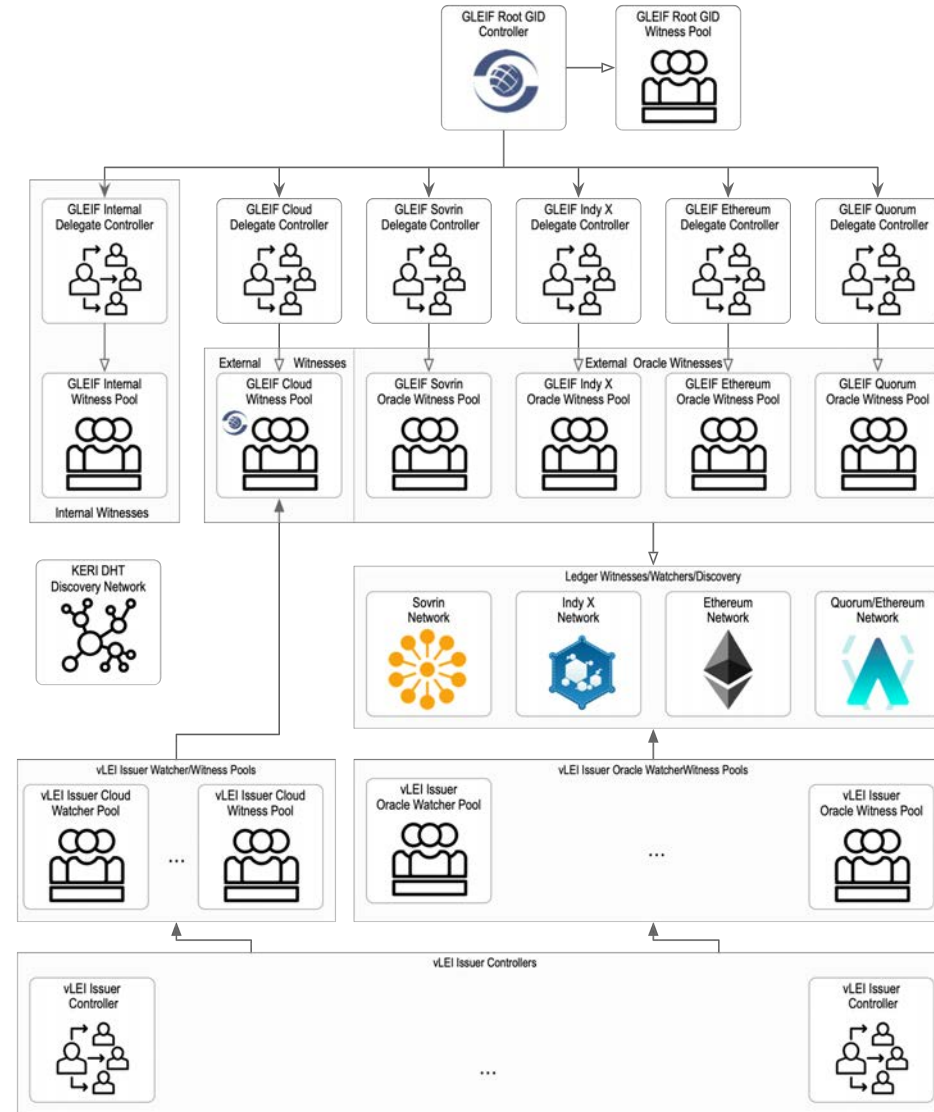 GLEIF Root GID
Controller
GLEIF Root GID
Witness Pool
GLEIF Internal
Delegate Controller
GLEIF Cloud
Delegate Controller
GLEIF Sovrin
Delegate Controller
GLEIF Indy X
Delegate Controller
GLEIF Ethereum
Delegate Controller
GLEIF Quorum
Delegate Controller
External Witnesses
External Oracle Witnesses
GLEIF Internal
Witness Pool
GLEIF Cloud
Witness Pool
GLEIF Sovrin
Oracle Witness Pool
GLEIF Indy X
Oracle Witness Pool
GLEIF Ethereum
Oracle Witness Pool
GLEIF Quorum
Oracle Witness Pool
Internal Witnesses
KERI DHT
Discovery Network
Ledger Witnesses/Watchers/Discovery
Sovrin
Network
Indy X
Network
Ethereum
Network
Quorum/Ethereum
Network
vLEI Issuer Watcher/Witness Pools
vLEI Issuer Cloud
Watcher Pool
...
vLEI Issuer Cloud
Witness Pool
vLEI Issuer Oracle WatcherWitness Pools
vLEI Issuer
Oracle Watcher Pool
...
vLEI Issuer
Oracle Witness Pool
vLEI Issuer Controllers
vLEI Issuer
Controller
...
vLEI Issuer
Controller